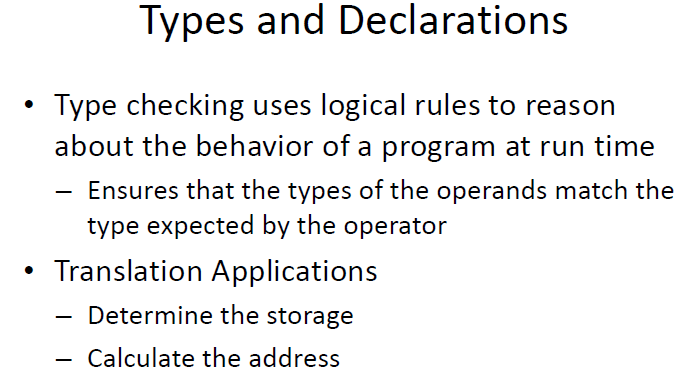 Types and Declarations
• Type checking uses logical rules to reason
about the behavior of a program at run time
– Ensures that the types of the operands match the
type expected by the operator
• Translation Applications
– Determine the storage
– Calculate the address